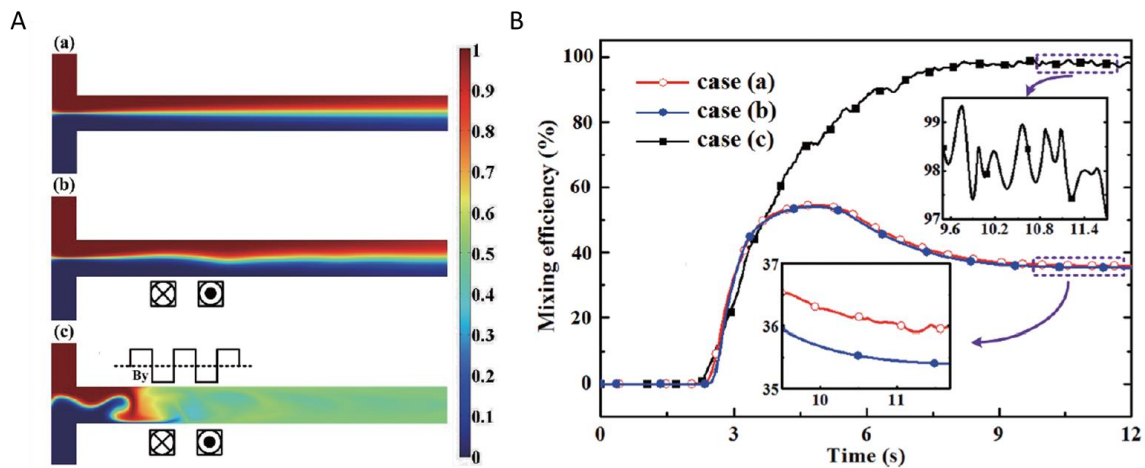 A
B
(a)
(b)
(c)
By
1
0.9
0.8
0.7
0.6
0.5
0.4
0.3
0.2
0.1
0
Mixing efficiency (%)
100
80
60
40
20
0
case (a)
case (b)
case (c)
99
98
97
9.6 10.2 10.8 11.4
37
36
35
10 11
0 3 6 9 12
Time (s)